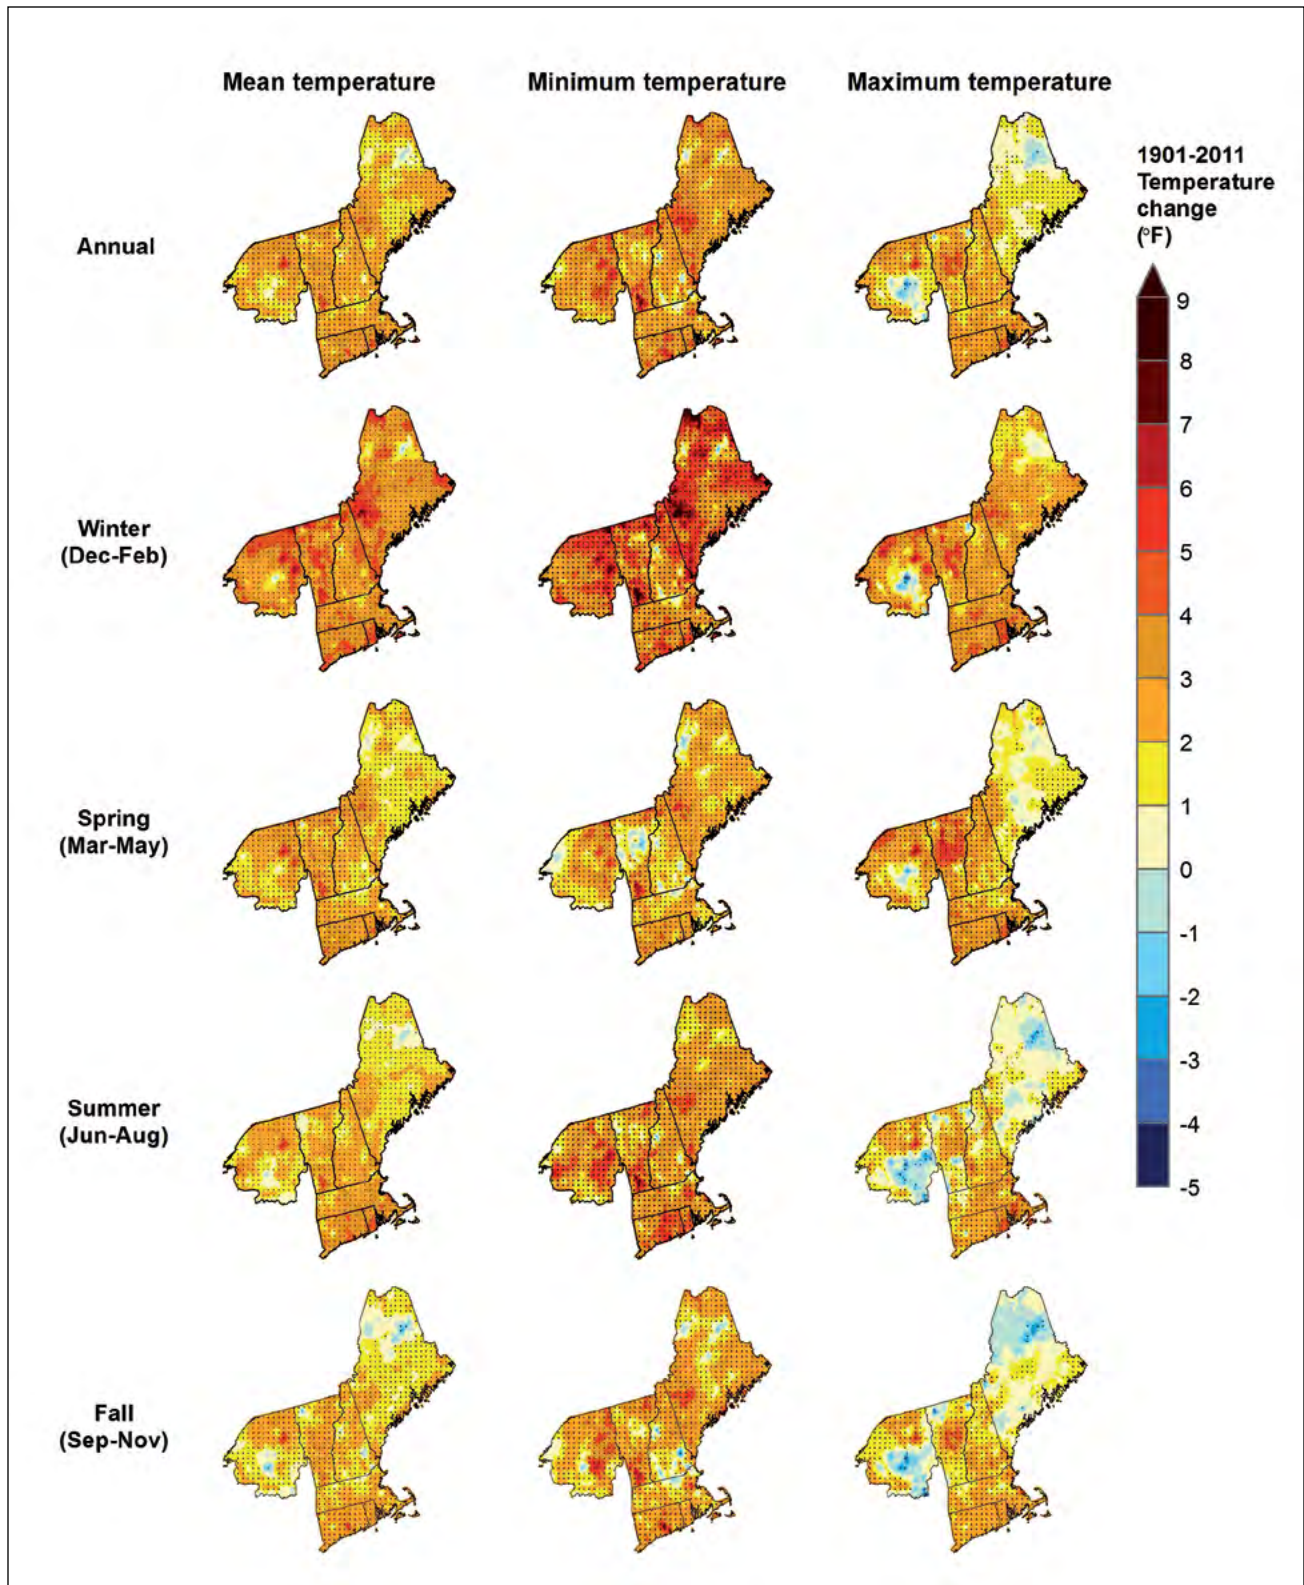 Mean temperature
Minimum temperature
Maximum temperature
1901-2011
Temperature
change
(°F)
Annual
9
8
7
6
5
4
3
2
1
0
-1
-2
-3
-4
-5
Winter
(Dec-Feb)
Spring
(Mar-May)
Summer
(Jun-Aug)
Fall
(Sep-Nov)